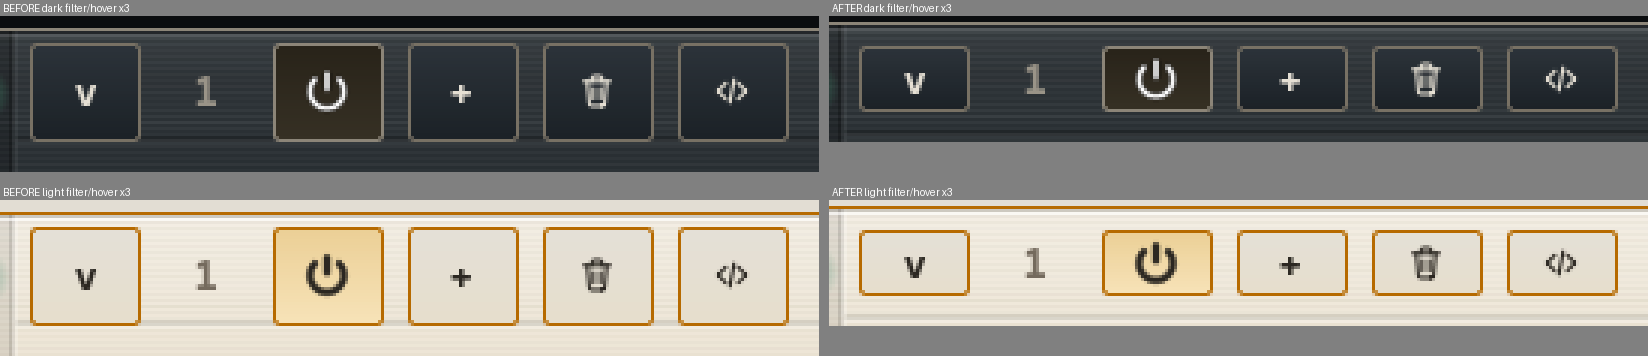 BEFORE dark filter/hover x3
AFTER dark filter/hover x3
v 1 + </>
v 1 + </>
BEFORE light filter/hover x3
AFTER light filter/hover x3
v 1 + </>
v 1 + </>